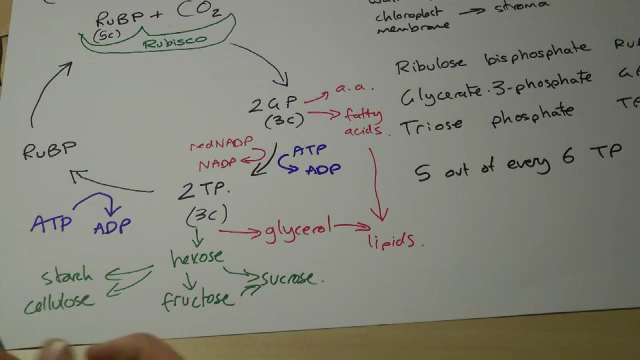 chloroplast → stroma
membrane
RuBP + CO2
(5c)
Rubisco
Ribulose bisphosphate
Glycerate-3-phosphate
Triose phosphate
5 out of every 6 TP
2GP
(3c)
a.a.
fatty
acids.
redNADP
NADP
ATP
ADP
RuBP
2 TP.
(3c)
ATP
ADP
glycerol
lipids.
hexose
starch
cellulose
fructose
sucrose.